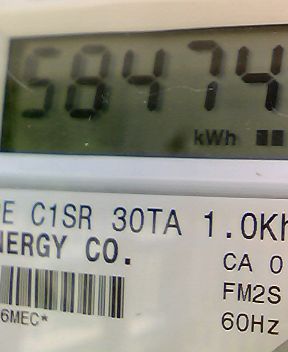 58474
kWh
E C1SR 30TA 1.0Kh
NERGY CO.
CA 0
FM2S
6MEC*
60Hz